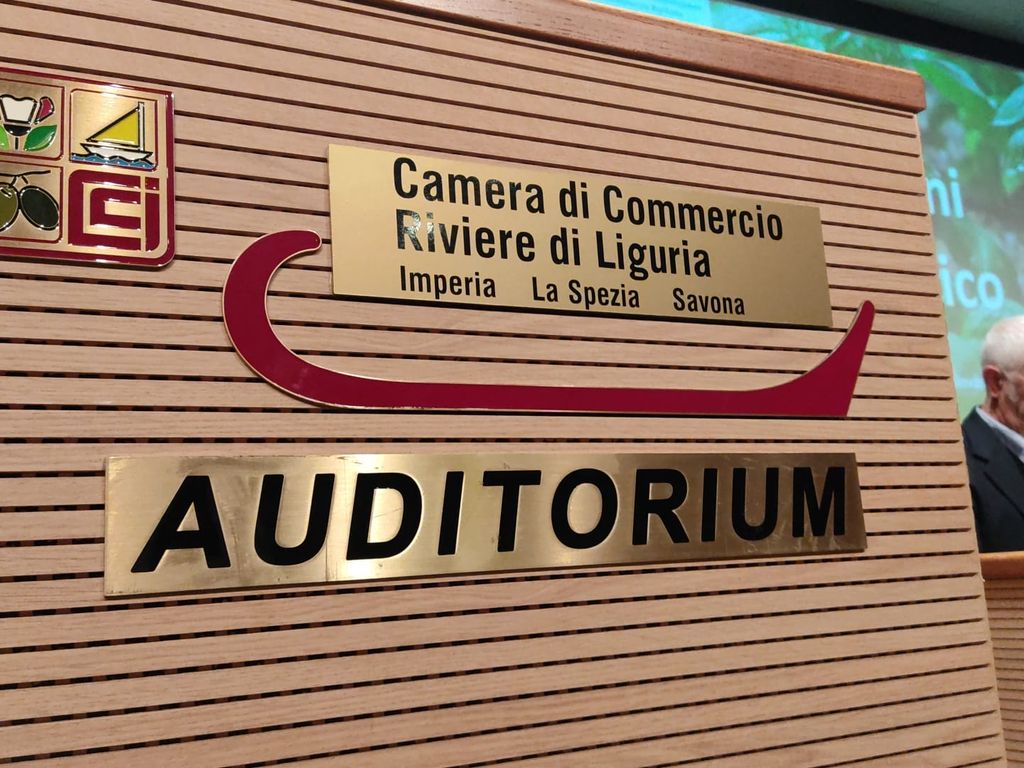 Camera di Commercio
Riviere di Liguria
Imperia La Spezia Savona
AUDITORIUM